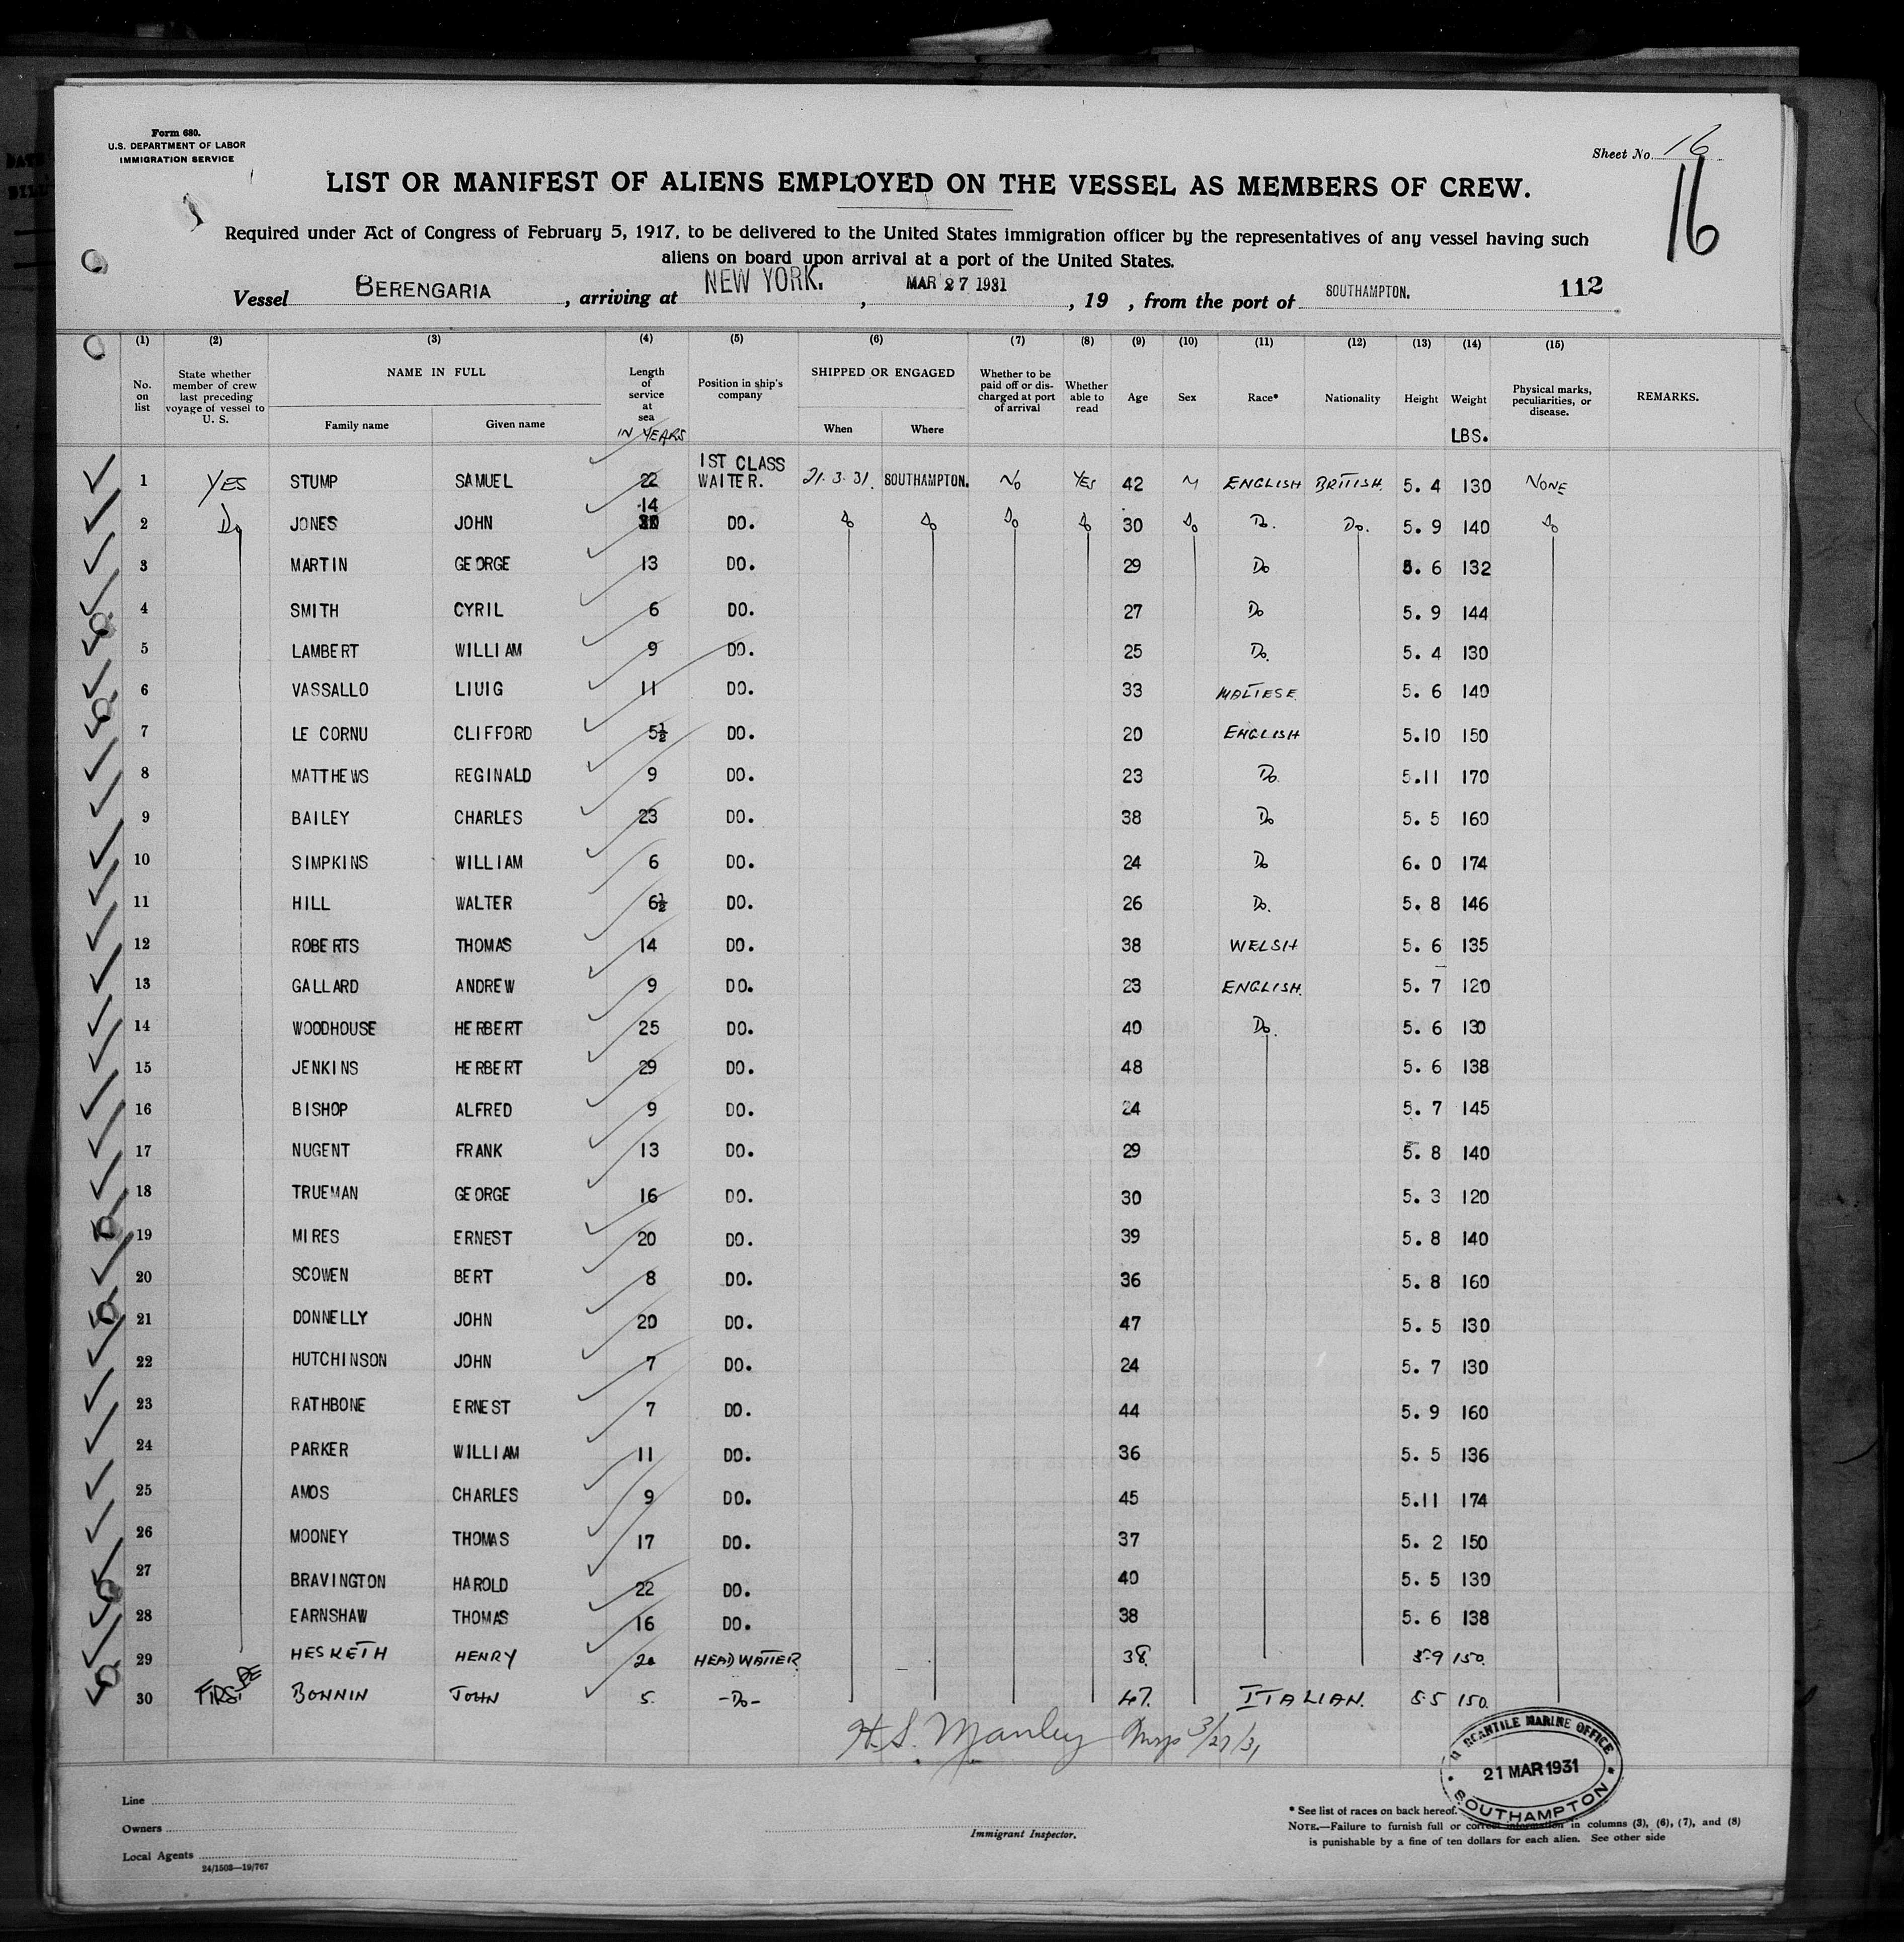 Form 680.
U.S. DEPARTMENT OF LABOR
IMMIGRATION SERVICE
Sheet No. 16
16
LIST OR MANIFEST OF ALIENS EMPLOYED ON THE VESSEL AS MEMBERS OF CREW.
Required under Act of Congress of February 5, 1917, to be delivered to the United States immigration officer by the representatives of any vessel having such
aliens on board upon arrival at a port of the United States.
Vessel BERENGARIA, arriving at NEW YORK., MAR 27 1931, 19 , from the port of SOUTHAMPTON. 112
(1) (2) (3) (4) (5) (6) (7) (8) (9) (10) (11) (12) (13) (14) (15)
No. on list
State whether member of crew last preceding voyage of vessel to U. S.
NAME IN FULL
Family name Given name
Length of service at sea
IN YEARS
Position in ship's company
SHIPPED OR ENGAGED
When Where
Whether to be paid off or discharged at port of arrival
Whether able to read
Age Sex Race* Nationality Height Weight
LBS.
Physical marks, peculiarities, or disease.
REMARKS.
1 YES STUMP SAMUEL 22 1ST CLASS WAITER. 21.3.31. SOUTHAMPTON. NO YES 42 M ENGLISH BRITISH. 5. 4 130 NONE
2 Do JONES JOHN 14 DO. Do Do Do Do 30 Do Do. Do. 5. 9 140 Do
3 MARTIN GEORGE 13 DO. 29 Do 5. 6 132
4 SMITH CYRIL 6 DO. 27 Do 5. 9 144
5 LAMBERT WILLIAM 9 DO. 25 Do. 5. 4 130
6 VASSALLO LIUIG 11 DO. 33 MALTESE. 5. 6 140
7 LE CORNU CLIFFORD 5½ DO. 20 ENGLISH 5.10 150
8 MATTHEWS REGINALD 9 DO. 23 Do. 5.11 170
9 BAILEY CHARLES 23 DO. 38 Do 5. 5 160
10 SIMPKINS WILLIAM 6 DO. 24 Do 6. 0 174
11 HILL WALTER 6½ DO. 26 Do. 5. 8 146
12 ROBERTS THOMAS 14 DO. 38 WELSH 5. 6 135
13 GALLARD ANDREW 9 DO. 23 ENGLISH. 5. 7 120
14 WOODHOUSE HERBERT 25 DO. 40 Do. 5. 6 130
15 JENKINS HERBERT 29 DO. 48 5. 6 138
16 BISHOP ALFRED 9 DO. 24 5. 7 145
17 NUGENT FRANK 13 DO. 29 5. 8 140
18 TRUEMAN GEORGE 16 DO. 30 5. 3 120
19 MIRES ERNEST 20 DO. 39 5. 8 140
20 SCOWEN BERT 8 DO. 36 5. 8 160
21 DONNELLY JOHN 20 DO. 47 5. 5 130
22 HUTCHINSON JOHN 7 DO. 24 5. 7 130
23 RATHBONE ERNEST 7 DO. 44 5. 9 160
24 PARKER WILLIAM 11 DO. 36 5. 5 136
25 AMOS CHARLES 9 DO. 45 5.11 174
26 MOONEY THOMAS 17 DO. 37 5. 2 150
27 BRAVINGTON HAROLD 22 DO. 40 5. 5 130
28 EARNSHAW THOMAS 16 DO. 38 5. 6 138
29 HESKETH HENRY 20 HEAD WAITER. 38. 5.9 150.
30 FIRST BONNIN JOHN 5. -Do- 47. ITALIAN. 5.5 150.
H. S. Manley Insp 3/27/31
MERCANTILE MARINE OFFICE
21 MAR 1931
SOUTHAMPTON
Line
Owners
Local Agents
24/1503—19/767
Immigrant Inspector.
* See list of races on back hereof.
NOTE.—Failure to furnish full or correct information in columns (3), (6), (7), and (8)
is punishable by a fine of ten dollars for each alien. See other side